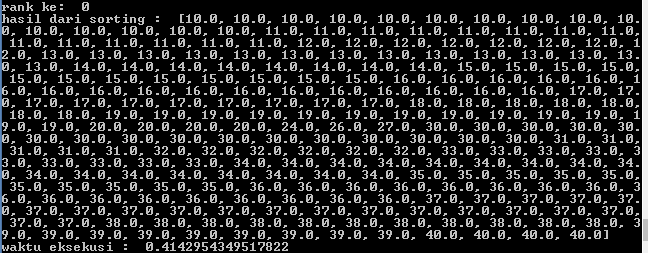 rank ke:  0
hasil dari sorting :  [10.0, 10.0, 10.0, 10.0, 10.0, 10.0, 10.0, 10.0, 10.0, 10.
0, 10.0, 10.0, 10.0, 10.0, 10.0, 11.0, 11.0, 11.0, 11.0, 11.0, 11.0, 11.0, 11.0,
 11.0, 11.0, 11.0, 11.0, 11.0, 11.0, 11.0, 12.0, 12.0, 12.0, 12.0, 12.0, 12.0, 1
2.0, 13.0, 13.0, 13.0, 13.0, 13.0, 13.0, 13.0, 13.0, 13.0, 13.0, 13.0, 13.0, 13.
0, 13.0, 14.0, 14.0, 14.0, 14.0, 14.0, 14.0, 14.0, 14.0, 15.0, 15.0, 15.0, 15.0,
 15.0, 15.0, 15.0, 15.0, 15.0, 15.0, 15.0, 15.0, 16.0, 16.0, 16.0, 16.0, 16.0, 1
6.0, 16.0, 16.0, 16.0, 16.0, 16.0, 16.0, 16.0, 16.0, 16.0, 16.0, 17.0, 17.0, 17.
0, 17.0, 17.0, 17.0, 17.0, 17.0, 17.0, 17.0, 18.0, 18.0, 18.0, 18.0, 18.0, 18.0,
 18.0, 18.0, 19.0, 19.0, 19.0, 19.0, 19.0, 19.0, 19.0, 19.0, 19.0, 19.0, 19.0, 1
9.0, 19.0, 20.0, 20.0, 20.0, 20.0, 24.0, 26.0, 27.0, 30.0, 30.0, 30.0, 30.0, 30.
0, 30.0, 30.0, 30.0, 30.0, 30.0, 30.0, 30.0, 30.0, 30.0, 30.0, 30.0, 31.0, 31.0,
 31.0, 31.0, 31.0, 32.0, 32.0, 32.0, 32.0, 32.0, 32.0, 33.0, 33.0, 33.0, 33.0, 3
3.0, 33.0, 33.0, 33.0, 33.0, 34.0, 34.0, 34.0, 34.0, 34.0, 34.0, 34.0, 34.0, 34.
0, 34.0, 34.0, 34.0, 34.0, 34.0, 34.0, 34.0, 34.0, 35.0, 35.0, 35.0, 35.0, 35.0,
 35.0, 35.0, 35.0, 35.0, 35.0, 36.0, 36.0, 36.0, 36.0, 36.0, 36.0, 36.0, 36.0, 3
6.0, 36.0, 36.0, 36.0, 36.0, 36.0, 36.0, 37.0, 37.0, 37.0, 37.0, 37.0, 37.0, 37.
0, 37.0, 37.0, 37.0, 37.0, 37.0, 37.0, 37.0, 37.0, 37.0, 37.0, 37.0, 37.0, 37.0,
 37.0, 37.0, 38.0, 38.0, 38.0, 38.0, 38.0, 38.0, 38.0, 38.0, 38.0, 38.0, 38.0, 3
9.0, 39.0, 39.0, 39.0, 39.0, 39.0, 39.0, 39.0, 39.0, 40.0, 40.0, 40.0, 40.0]
waktu eksekusi :  0.4142954349517822